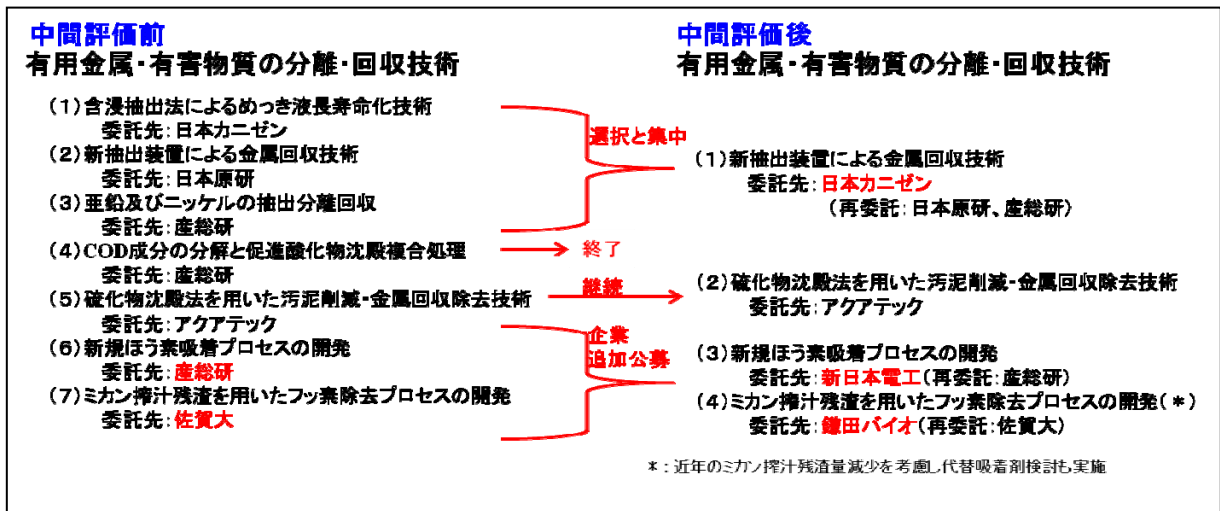 中間評価前
有用金属・有害物質の分離・回収技術
(1)含浸抽出法によるめっき液長寿命化技術
委託先:日本カニゼン
(2)新抽出装置による金属回収技術
委託先:日本原研
(3)亜鉛及びニッケルの抽出分離回収
委託先:産総研
(4)COD成分の分解と促進酸化物沈殿複合処理
委託先:産総研
(5)硫化物沈殿法を用いた汚泥削減・金属回収除去技術
委託先:アクアテック
(6)新規ほう素吸着プロセスの開発
委託先:産総研
(7)ミカン搾汁残渣を用いたフッ素除去プロセスの開発
委託先:佐賀大
選択と集中
終了
継続
企業
追加公募
中間評価後
有用金属・有害物質の分離・回収技術
(1)新抽出装置による金属回収技術
委託先:日本カニゼン
(再委託:日本原研、産総研)
(2)硫化物沈殿法を用いた汚泥削減・金属回収除去技術
委託先:アクアテック
(3)新規ほう素吸着プロセスの開発
委託先:新日本電工(再委託:産総研)
(4)ミカン搾汁残渣を用いたフッ素除去プロセスの開発(*)
委託先:鎌田バイオ(再委託:佐賀大)
*:近年のミカン搾汁残渣量減少を考慮し代替吸着剤検討も実施